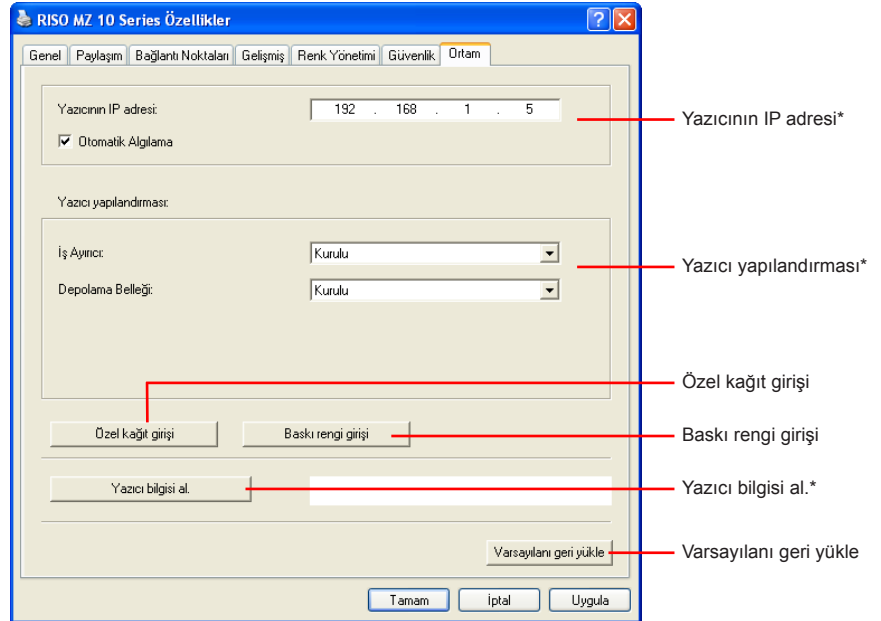 RISO MZ 10 Series Özellikler
Genel Paylaşım Bağlantı Noktaları Gelişmiş Renk Yönetimi Güvenlik Ortam
Yazıcının IP adresi: 192 . 168 . 1 . 5
Yazıcının IP adresi*
Otomatik Algılama
Yazıcı yapılandırması:
İş Ayırıcı: Kurulu
Yazıcı yapılandırması*
Depolama Belleği: Kurulu
Özel kağıt girişi
Özel kağıt girişi Baskı rengi girişi
Baskı rengi girişi
Yazıcı bilgisi al.
Yazıcı bilgisi al.*
Varsayılanı geri yükle
Varsayılanı geri yükle
Tamam İptal Uygula